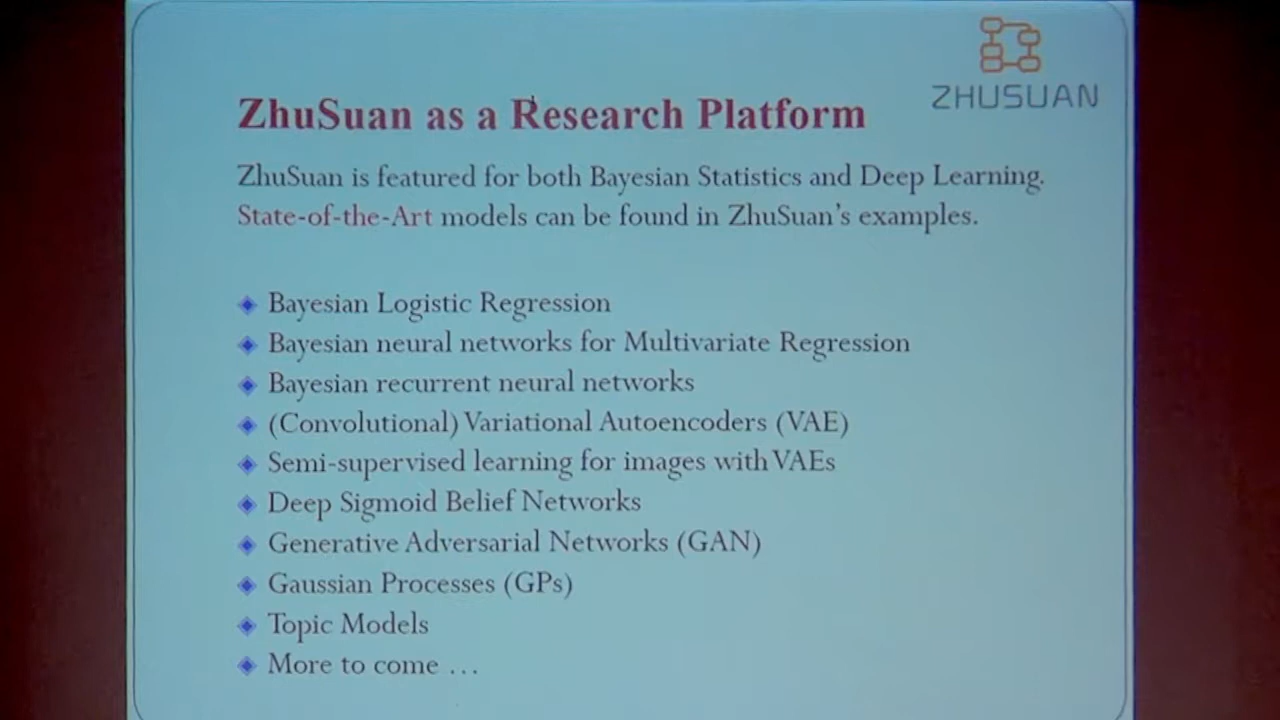 ZHUSUAN
ZhuSuan as a Research Platform
ZhuSuan is featured for both Bayesian Statistics and Deep Learning.
State-of-the-Art models can be found in ZhuSuan's examples.
Bayesian Logistic Regression
Bayesian neural networks for Multivariate Regression
Bayesian recurrent neural networks
(Convolutional) Variational Autoencoders (VAE)
Semi-supervised learning for images with VAEs
Deep Sigmoid Belief Networks
Generative Adversarial Networks (GAN)
Gaussian Processes (GPs)
Topic Models
More to come …